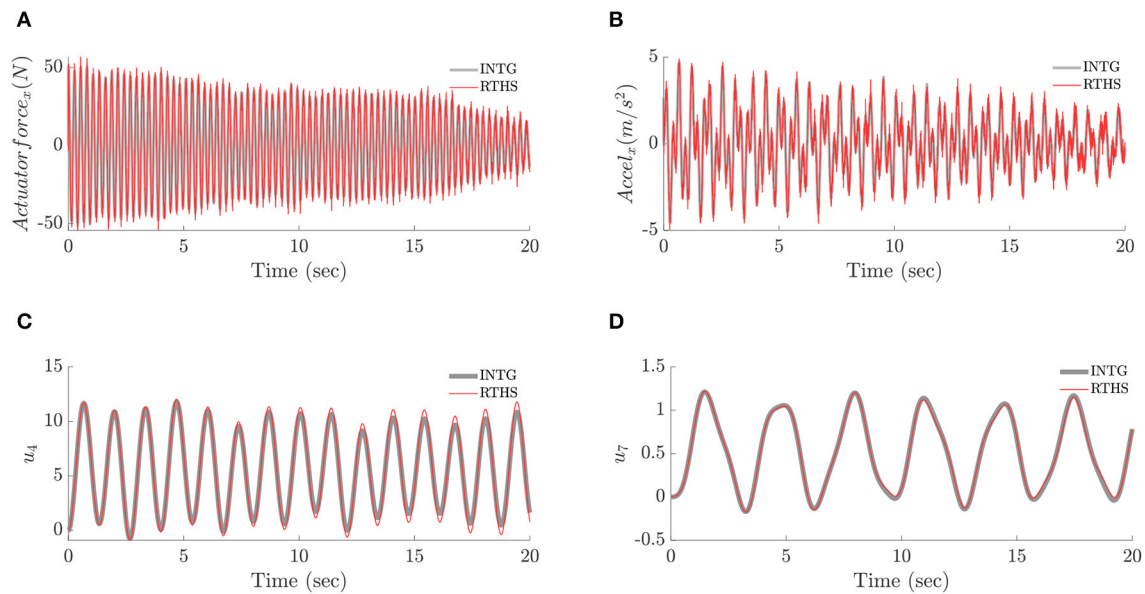 A
B
INTG
RTHS
Actuator force_x (N)
50
0
-50
0 5 10 15 20
Time (sec)
INTG
RTHS
Accel_x (m/s^2)
5
0
-5
0 5 10 15 20
Time (sec)
C
D
INTG
RTHS
u_4
15
10
5
0
0 5 10 15 20
Time (sec)
INTG
RTHS
u_7
1.5
1
0.5
0
-0.5
0 5 10 15 20
Time (sec)